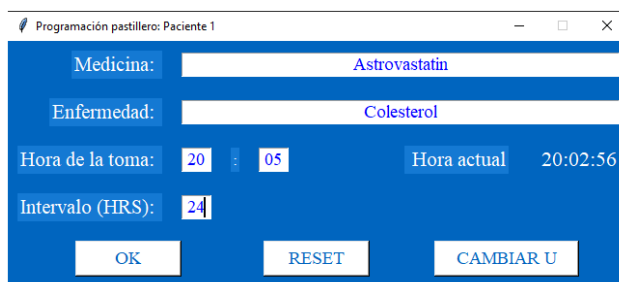 Programación pastillero: Paciente 1
Medicina: Astrovastatin
Enfermedad: Colesterol
Hora de la toma: 20 : 05 Hora actual 20:02:56
Intervalo (HRS): 24
OK RESET CAMBIAR U